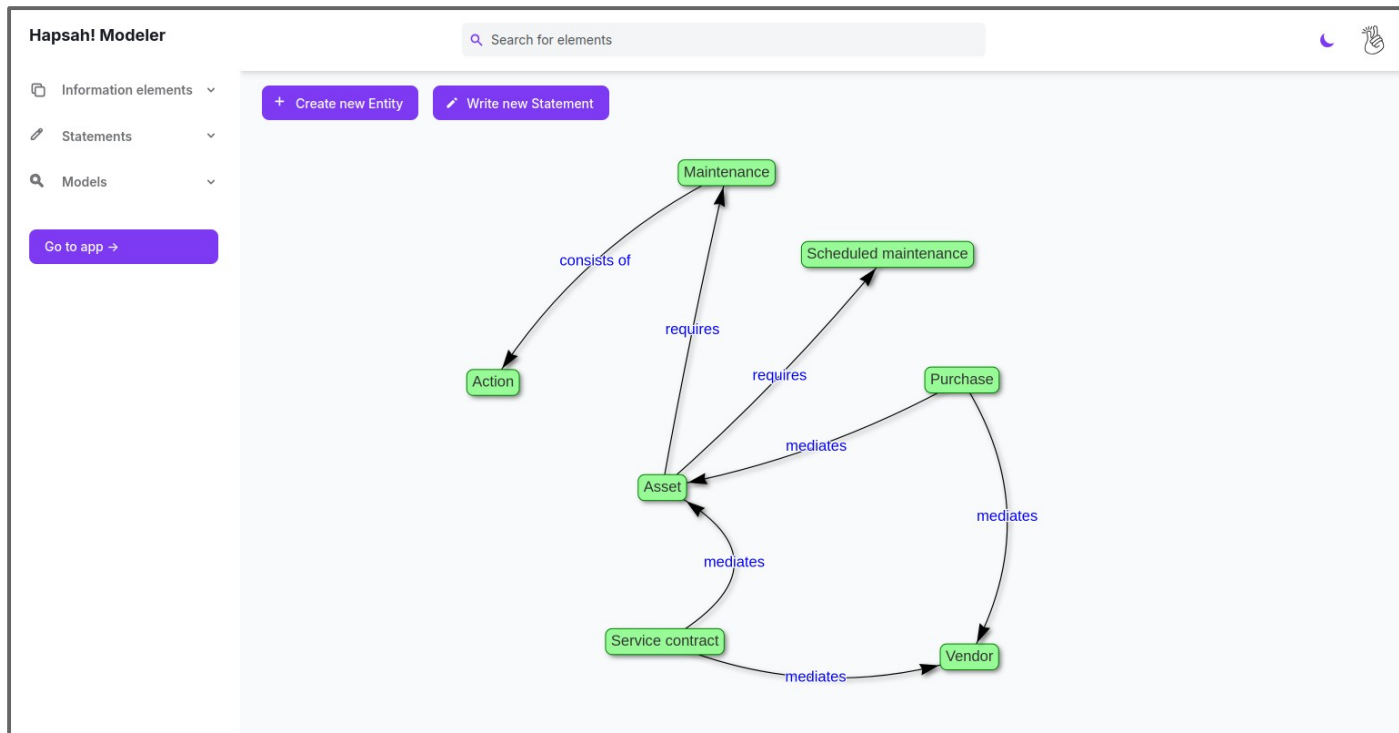 Hapsah! Modeler
Search for elements
Information elements
Statements
Models
Go to app →
Create new Entity
Write new Statement
Maintenance
Scheduled maintenance
consists of
requires
requires
Action
Purchase
mediates
Asset
mediates
mediates
Service contract
Vendor
mediates